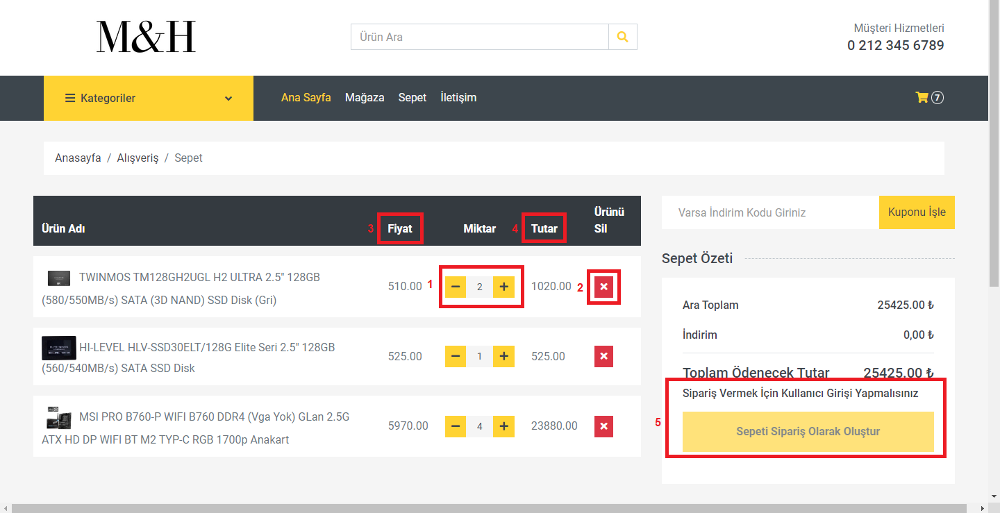 M&H
Ürün Ara
Müşteri Hizmetleri
0 212 345 6789
Kategoriler
Ana Sayfa Mağaza Sepet İletişim
7
Anasayfa / Alışveriş / Sepet
Ürün Adı
3 Fiyat
Miktar
4 Tutar
Ürünü
Sil
TWINMOS TM128GH2UGL H2 ULTRA 2.5" 128GB
(580/550MB/s) SATA (3D NAND) SSD Disk (Gri)
510.00 1 − 2 + 1020.00 2 ×
HI-LEVEL HLV-SSD30ELT/128G Elite Seri 2.5" 128GB
(560/540MB/s) SATA SSD Disk
525.00 − 1 + 525.00 ×
MSI PRO B760-P WIFI B760 DDR4 (Vga Yok) GLan 2.5G
ATX HD DP WIFI BT M2 TYP-C RGB 1700p Anakart
5970.00 − 4 + 23880.00 ×
Varsa İndirim Kodu Giriniz Kuponu İşle
Sepet Özeti
Ara Toplam 25425.00 ₺
İndirim 0,00 ₺
Toplam Ödenecek Tutar 25425.00 ₺
Sipariş Vermek İçin Kullanıcı Girişi Yapmalısınız
5
Sepeti Sipariş Olarak Oluştur